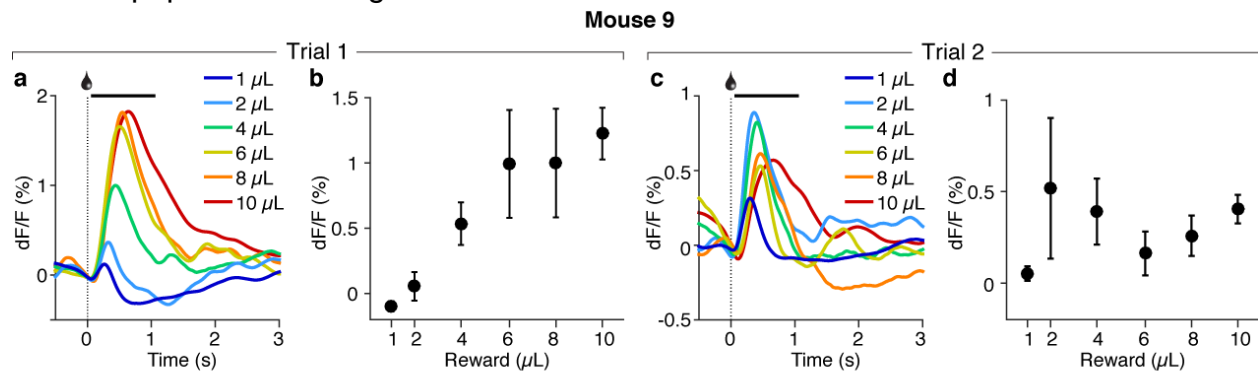 Mouse 9
Trial 1
Trial 2
a
1 µL
2 µL
4 µL
6 µL
8 µL
10 µL
2
1
0
dF/F (%)
0 1 2 3
Time (s)
b
1.5
1
0.5
0
dF/F (%)
1 2 4 6 8 10
Reward (µL)
c
1 µL
2 µL
4 µL
6 µL
8 µL
10 µL
1
0.5
0
-0.5
dF/F (%)
0 1 2 3
Time (s)
d
1
0.5
0
dF/F (%)
1 2 4 6 8 10
Reward (µL)